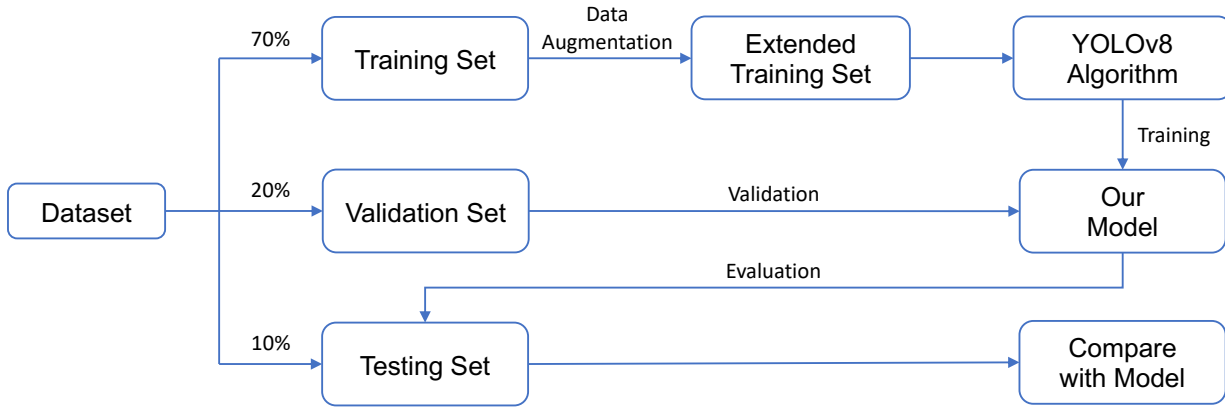 Data
Augmentation
70%
Training Set
Extended
Training Set
YOLOv8
Algorithm
Training
Dataset
20%
Validation Set
Validation
Our
Model
Evaluation
10%
Testing Set
Compare
with Model